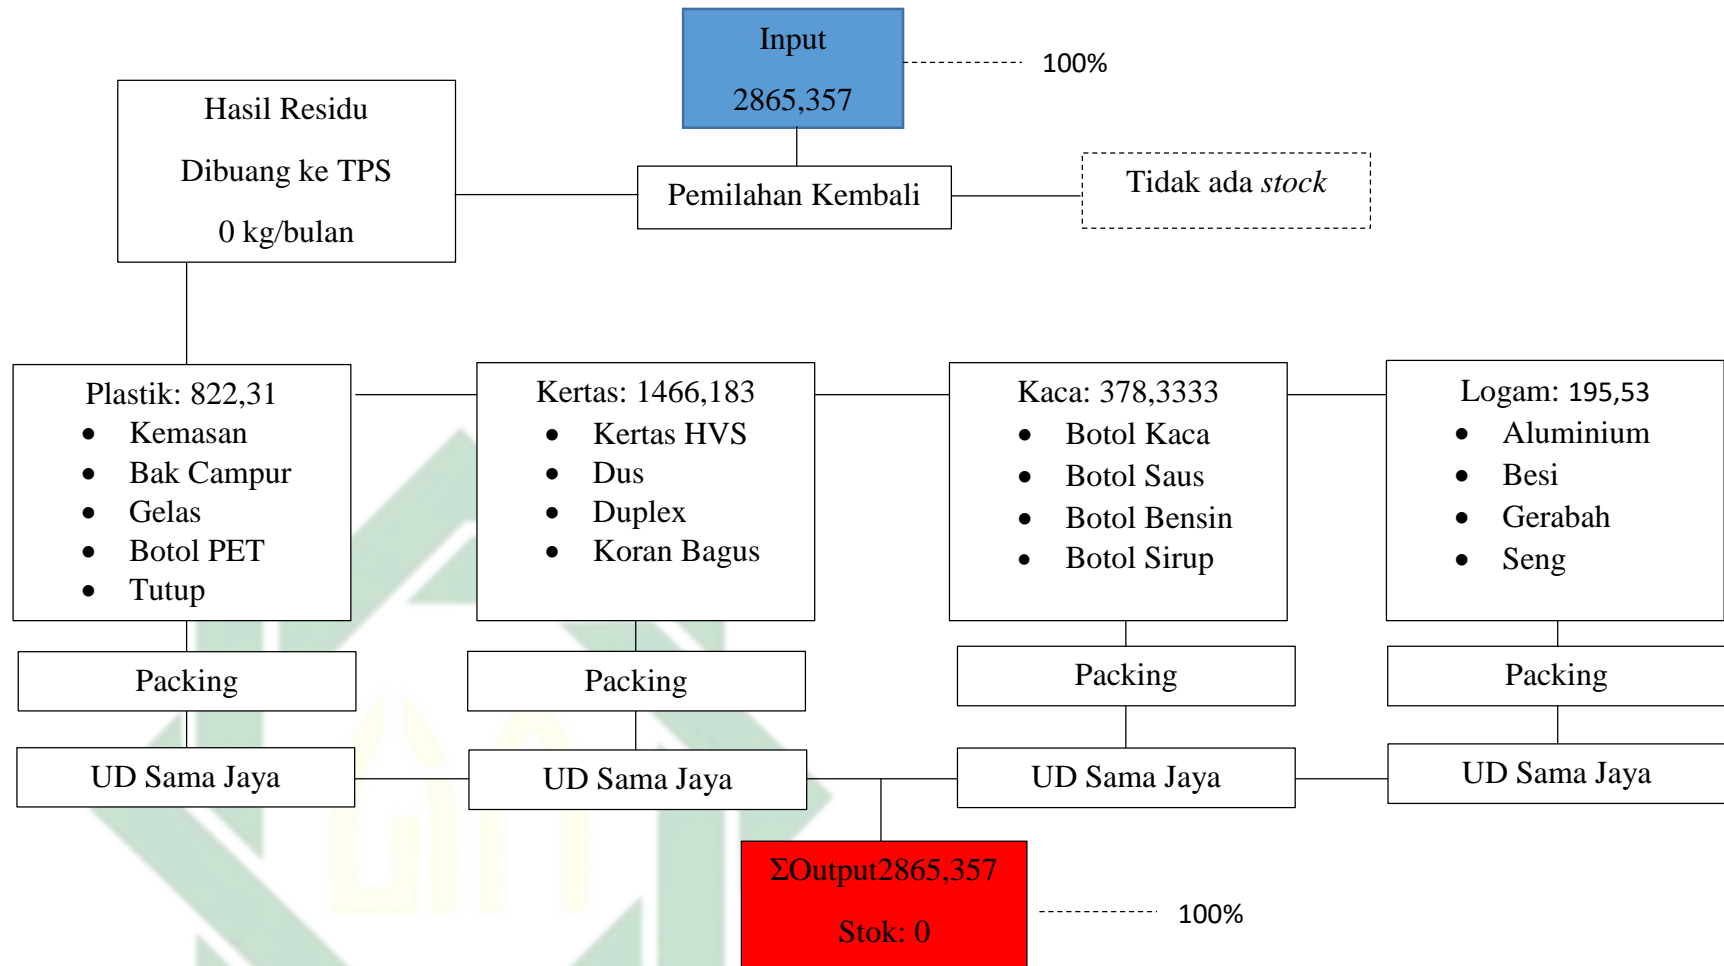 Input
2865,357
100%
Hasil Residu
Dibuang ke TPS
0 kg/bulan
Pemilahan Kembali
Tidak ada stock
Plastik: 822,31
• Kemasan
• Bak Campur
• Gelas
• Botol PET
• Tutup
Kertas: 1466,183
• Kertas HVS
• Dus
• Duplex
• Koran Bagus
Kaca: 378,3333
• Botol Kaca
• Botol Saus
• Botol Bensin
• Botol Sirup
Logam: 195,53
• Aluminium
• Besi
• Gerabah
• Seng
Packing
Packing
Packing
Packing
UD Sama Jaya
UD Sama Jaya
UD Sama Jaya
UD Sama Jaya
ΣOutput2865,357
Stok: 0
100%